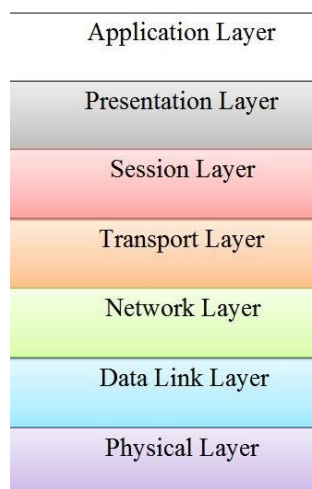 Application Layer
Presentation Layer
Session Layer
Transport Layer
Network Layer
Data Link Layer
Physical Layer